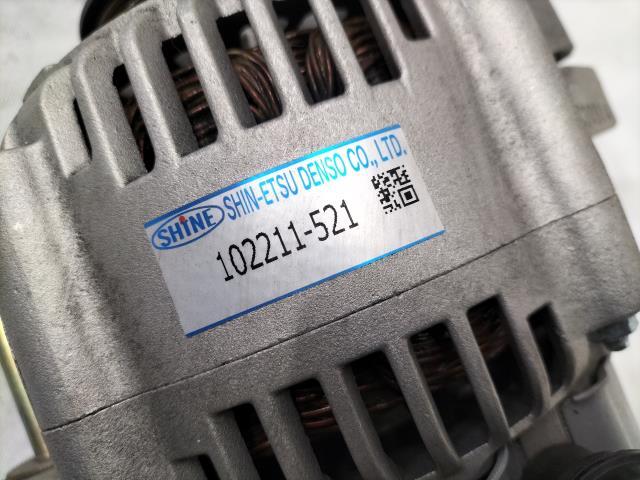 SHINE SHIN-ETSU DENSO CO., LTD.
102211-521